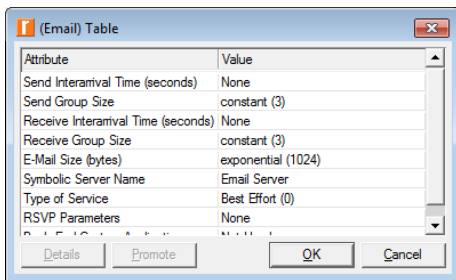 (Email) Table
Attribute Value
Send Interarrival Time (seconds) None
Send Group Size constant (3)
Receive Interarrival Time (seconds) None
Receive Group Size constant (3)
E-Mail Size (bytes) exponential (1024)
Symbolic Server Name Email Server
Type of Service Best Effort (0)
RSVP Parameters None
Details Promote OK Cancel